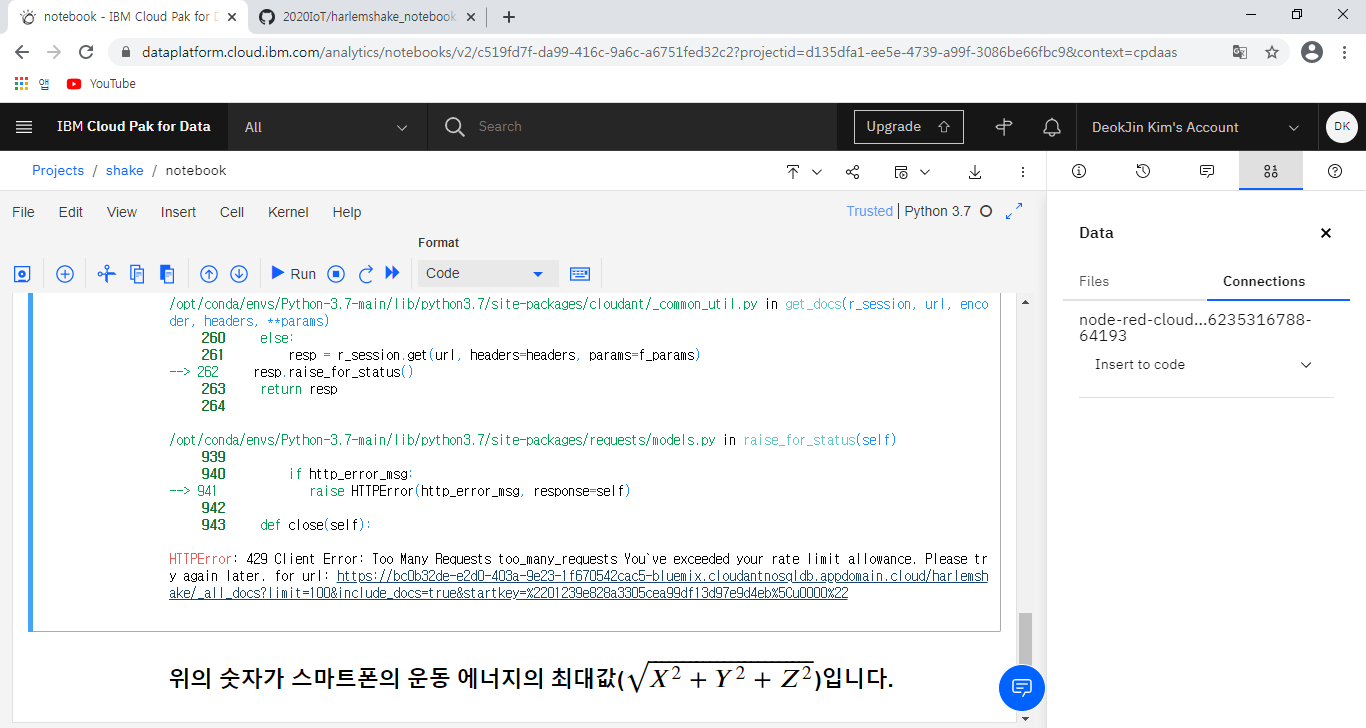 notebook - IBM Cloud Pak for D
2020IoT/harlemshake_notebook
dataplatform.cloud.ibm.com/analytics/notebooks/v2/c519fd7f-da99-416c-9a6c-a6751fed32c2?projectid=d135dfa1-ee5e-4739-a99f-3086be66fbc9&context=cpdaas
앱 YouTube
IBM Cloud Pak for Data All Search Upgrade DeokJin Kim's Account DK
Projects / shake / notebook
File Edit View Insert Cell Kernel Help Trusted | Python 3.7
Format
Run Code
Data
Files Connections
node-red-cloud...6235316788-
64193
Insert to code
/opt/conda/envs/Python-3.7-main/lib/python3.7/site-packages/cloudant/_common_util.py in get_docs(r_session, url, enco
der, headers, **params)
260 else:
261 resp = r_session.get(url, headers=headers, params=f_params)
--> 262 resp.raise_for_status()
263 return resp
264
/opt/conda/envs/Python-3.7-main/lib/python3.7/site-packages/requests/models.py in raise_for_status(self)
939
940 if http_error_msg:
--> 941 raise HTTPError(http_error_msg, response=self)
942
943 def close(self):
HTTPError: 429 Client Error: Too Many Requests too_many_requests You`ve exceeded your rate limit allowance. Please tr
y again later. for url: https://bc0b32de-e2d0-403a-9e23-1f670542cac5-bluemix.cloudantnosqldb.appdomain.cloud/harlemsh
ake/_all_docs?limit=100&include_docs=true&startkey=%2201239e828a3305cea99df13d97e9d4eb%5Cu0000%22
위의 숫자가 스마트폰의 운동 에너지의 최대값(√X² + Y² + Z²)입니다.